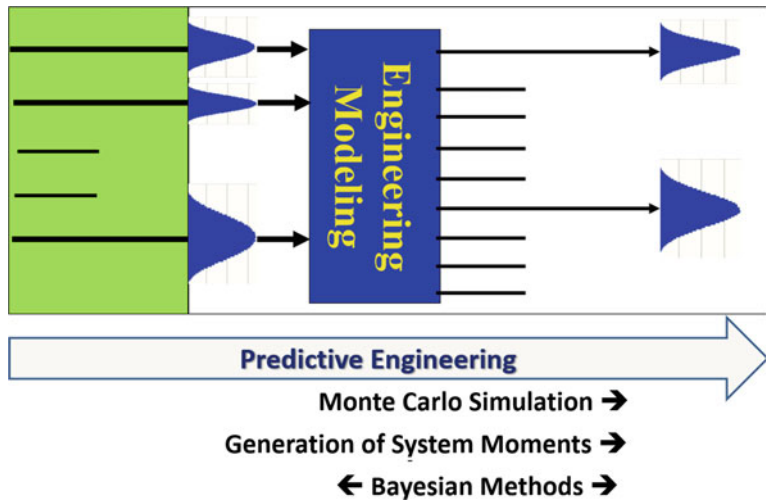 Engineering
Modeling
Predictive Engineering
Monte Carlo Simulation →
Generation of System Moments →
← Bayesian Methods →